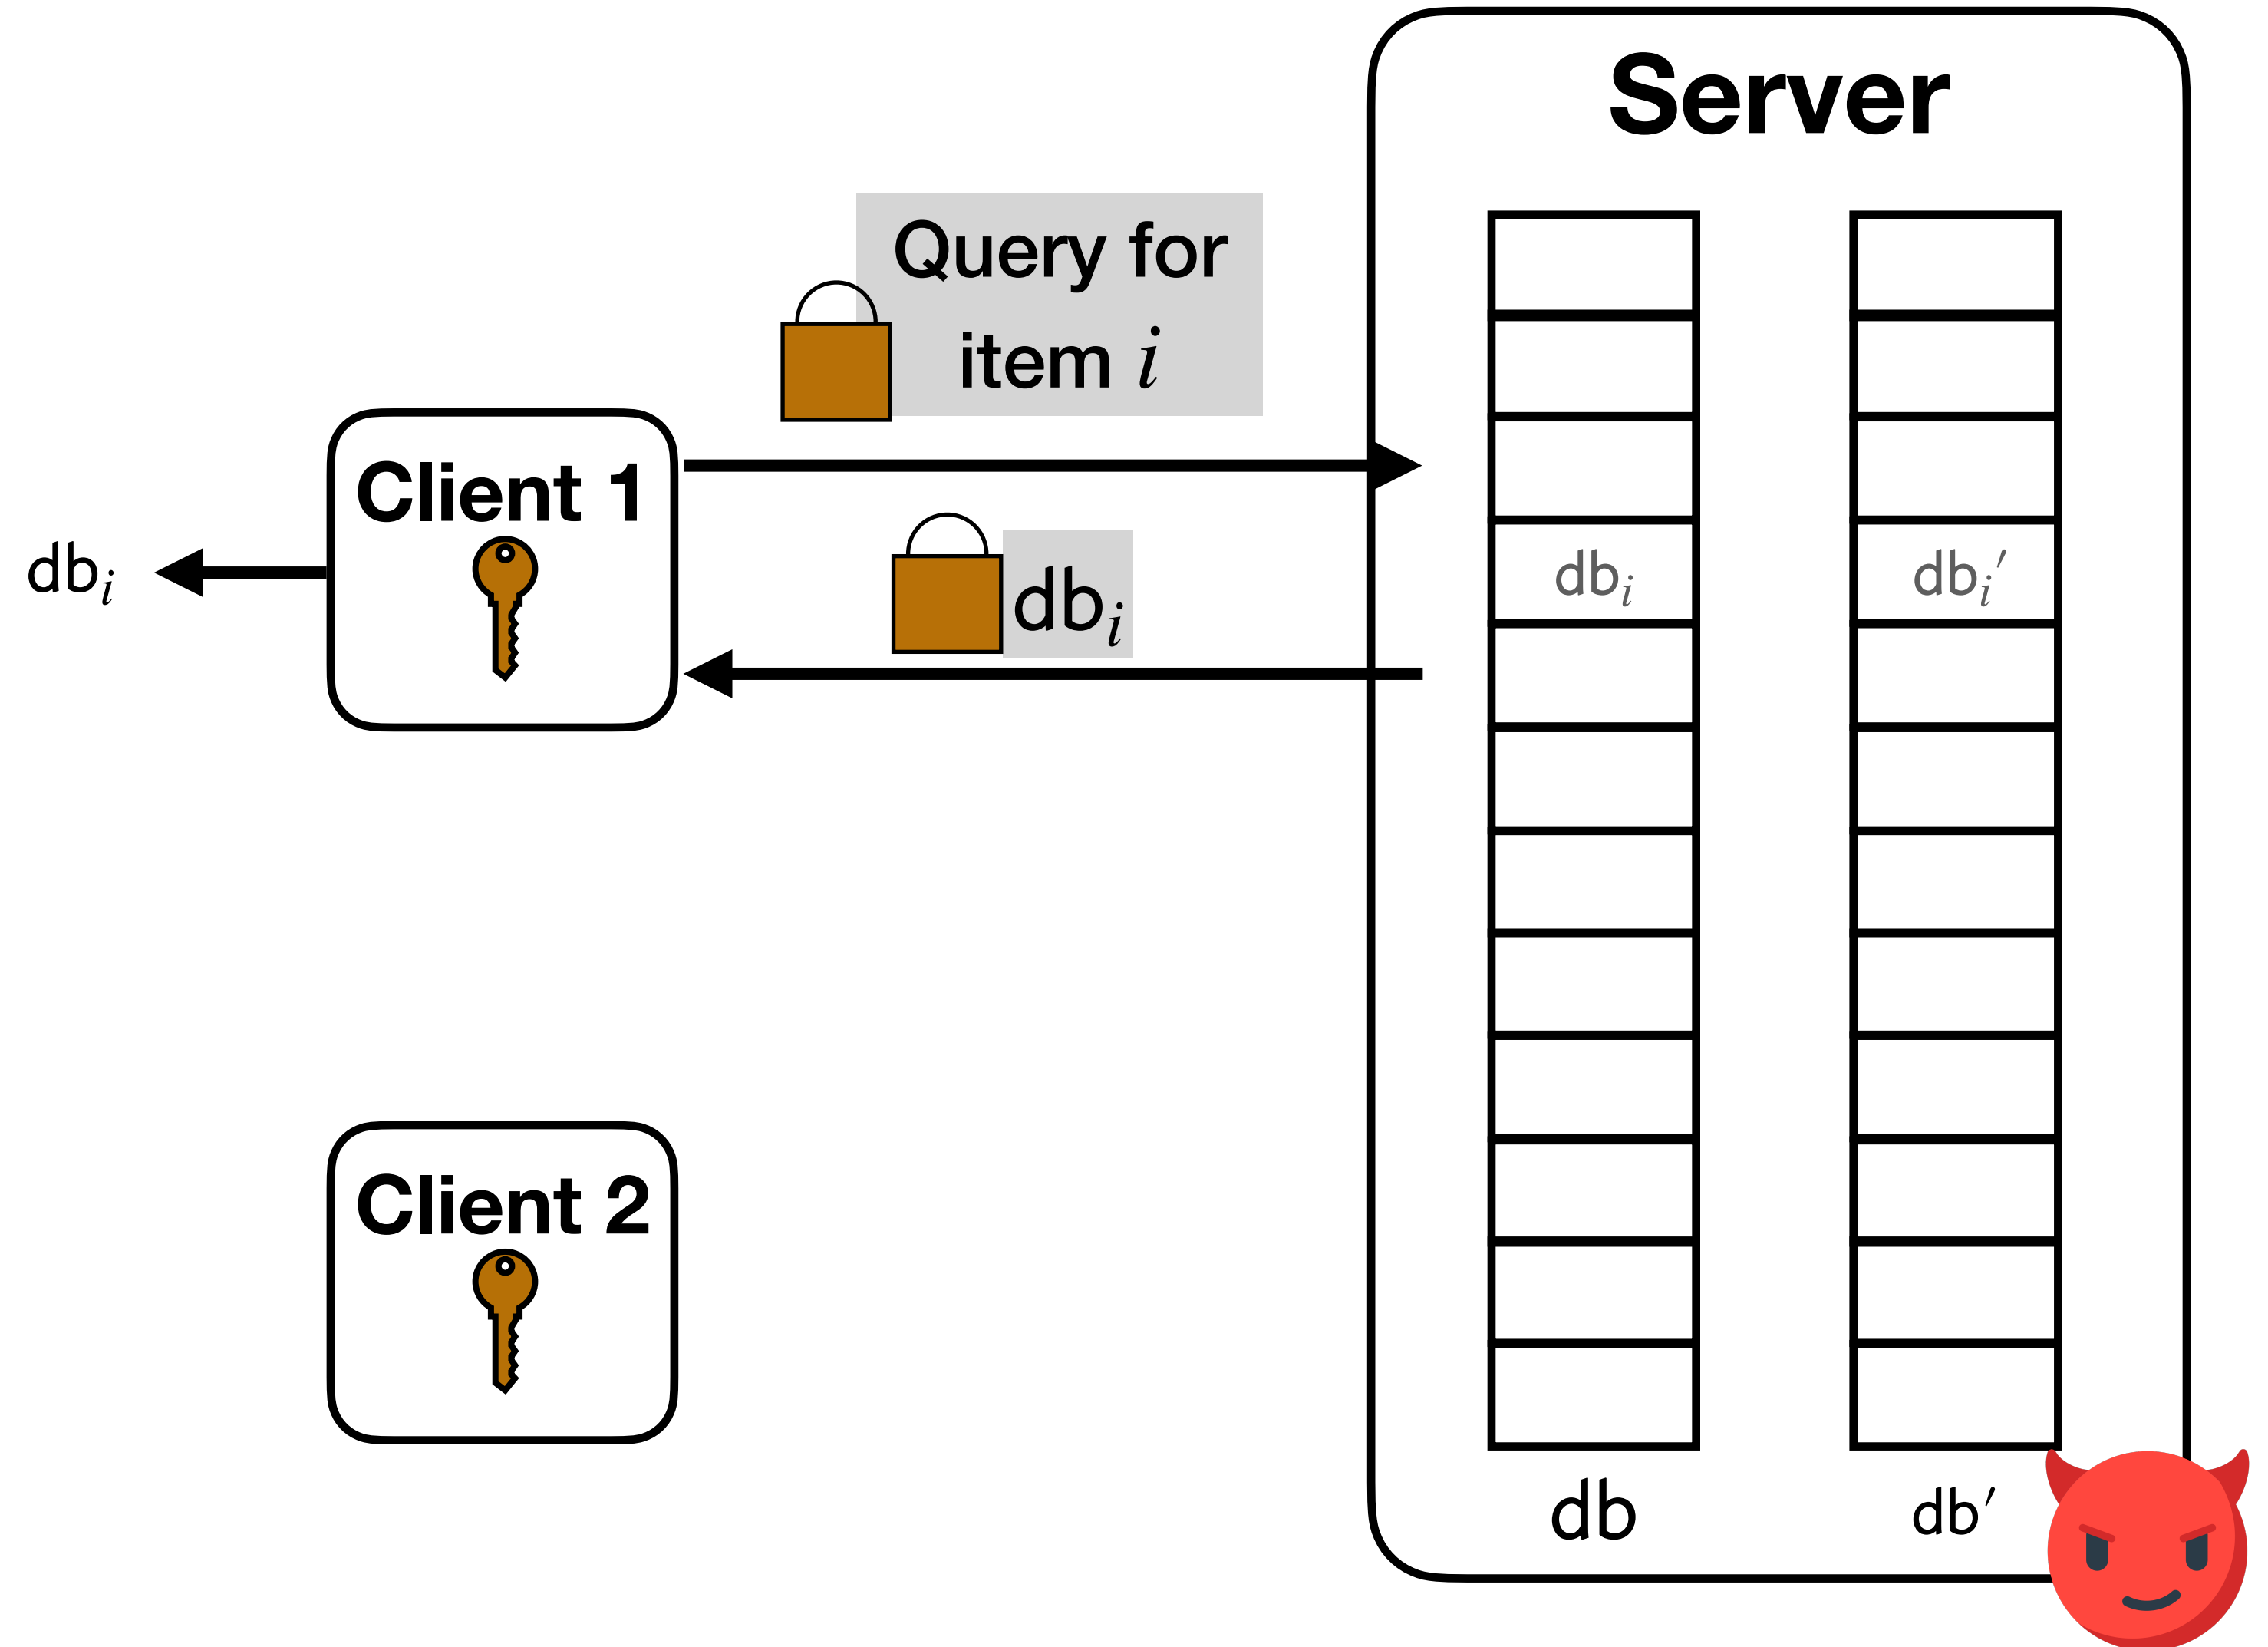 Server
Query for
item i
Client 1
db_i
db_i
db_i
db_i′
Client 2
db
db′